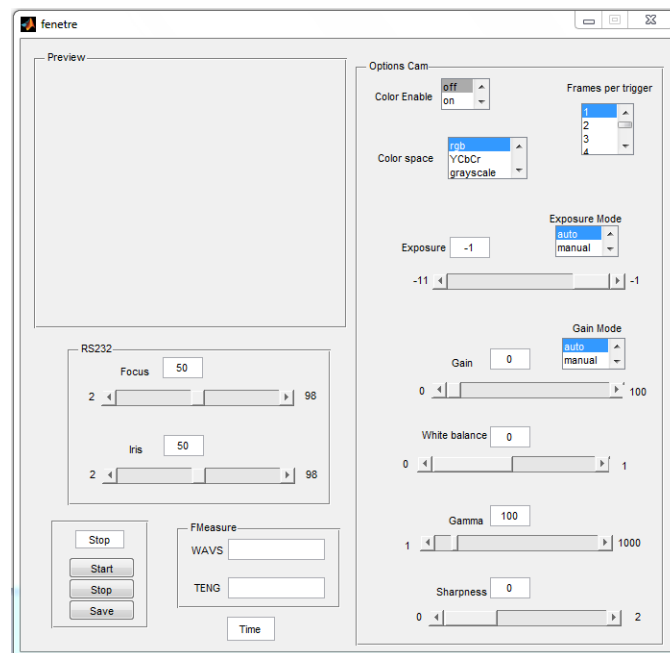 fenetre
Preview
Options Cam
Color Enable
off
on
Frames per trigger
1
2
3
4
Color space
rgb
YCbCr
grayscale
Exposure Mode
auto
manual
Exposure
-1
-11
-1
RS232
Focus
50
2
98
Iris
50
2
98
Gain Mode
auto
manual
Gain
0
0
100
White balance
0
0
1
Gamma
100
1
1000
Sharpness
0
0
2
Stop
Start
Stop
Save
FMeasure
WAVS
TENG
Time